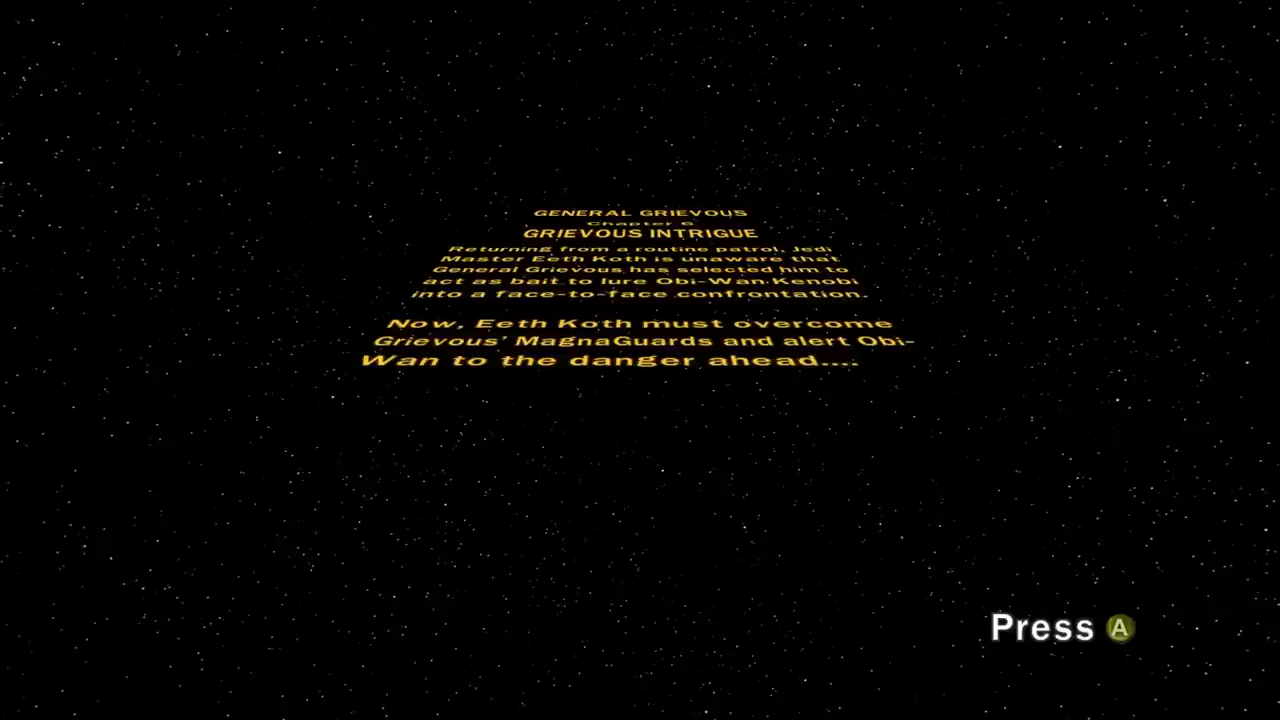 GENERAL GRIEVOUS
Chapter 6
GRIEVOUS INTRIGUE
Returning from a routine patrol, Jedi
Master Eeth Koth is unaware that
General Grievous has selected him to
act as bait to lure Obi-Wan Kenobi
into a face-to-face confrontation.
Now, Eeth Koth must overcome
Grievous' MagnaGuards and alert Obi-
Wan to the danger ahead....
Press A